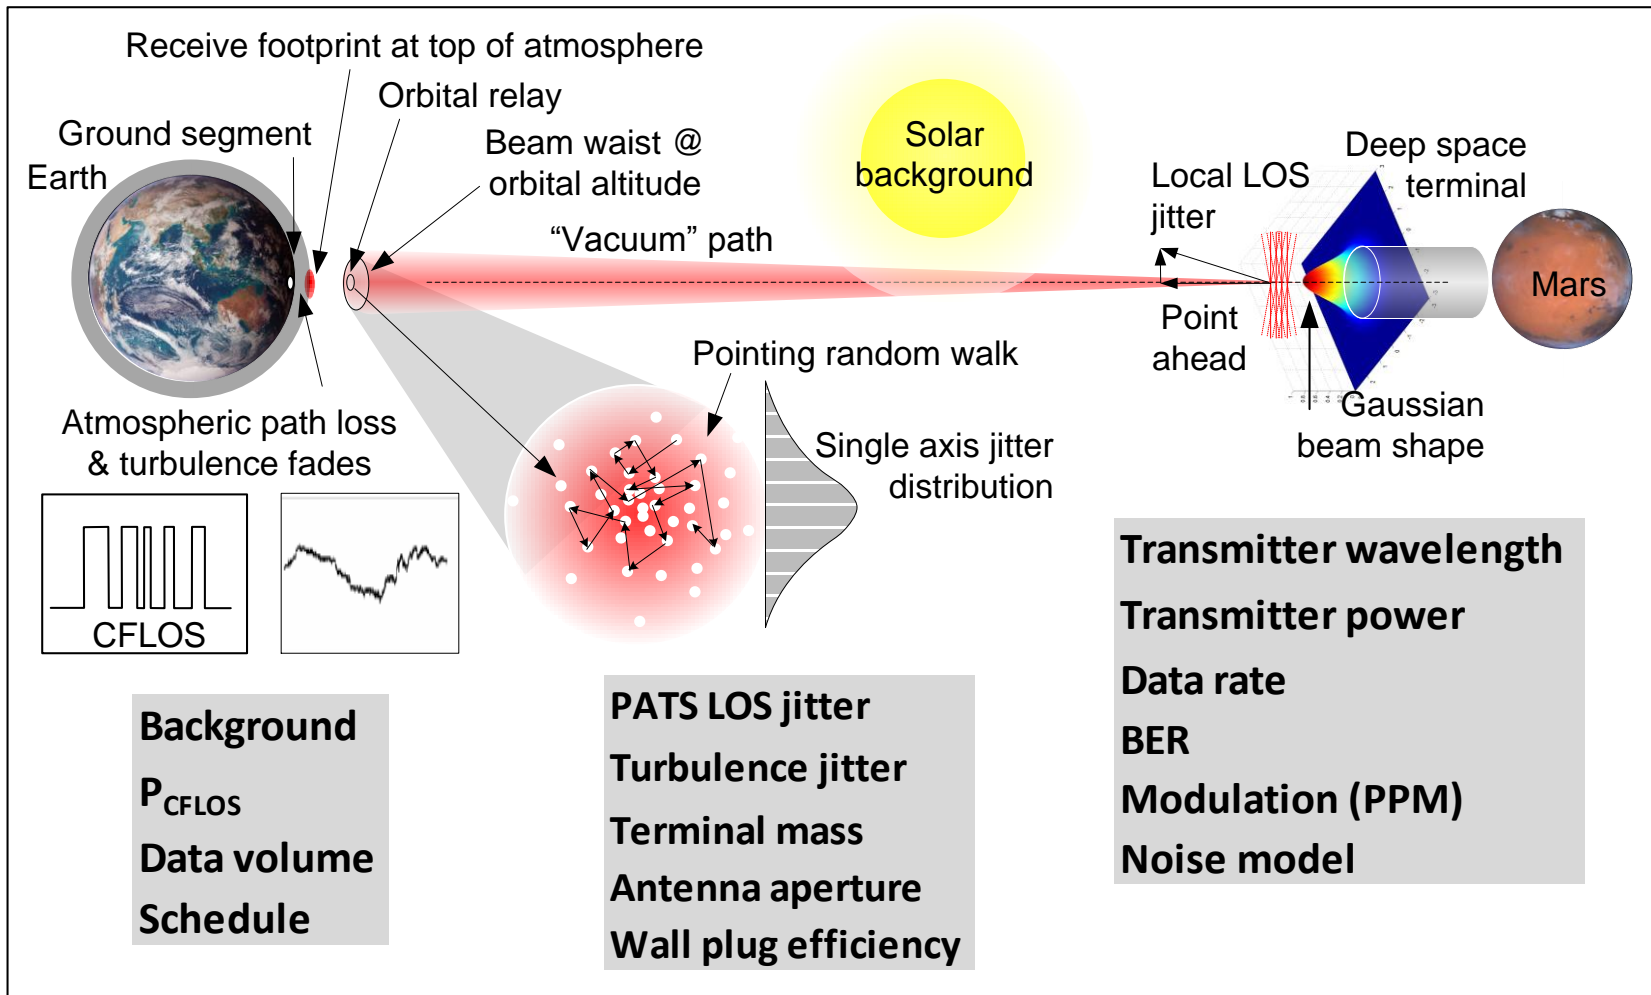 Receive footprint at top of atmosphere
Orbital relay
Ground segment
Earth
Beam waist @
orbital altitude
“Vacuum” path
Solar
background
Local LOS
jitter
Deep space
terminal
Mars
Point
ahead
Gaussian
beam shape
Pointing random walk
Single axis jitter
distribution
Atmospheric path loss
& turbulence fades
CFLOS
Background
PCFLOS
Data volume
Schedule
PATS LOS jitter
Turbulence jitter
Terminal mass
Antenna aperture
Wall plug efficiency
Transmitter wavelength
Transmitter power
Data rate
BER
Modulation (PPM)
Noise model